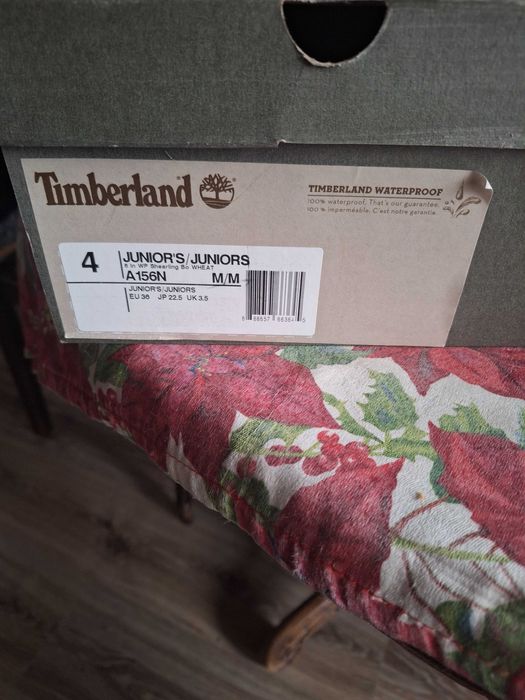 Timberland
TIMBERLAND WATERPROOF
100% waterproof. That's our guarantee.
100% imperméable. C'est notre garantie.
4
JUNIOR'S/JUNIORS
6 In WP Shearling Bo WHEAT
A156N M/M
JUNIOR'S/JUNIORS
EU 36 JP 22.5 UK 3.5